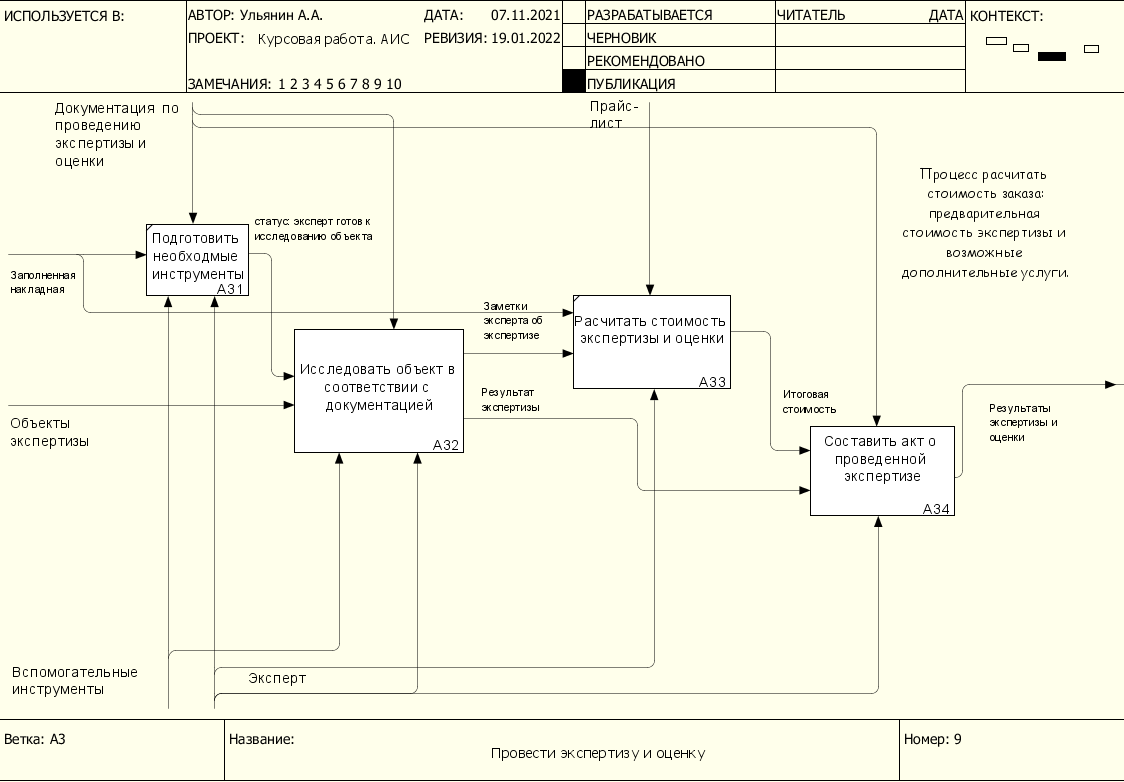 ИСПОЛЬЗУЕТСЯ В:
АВТОР: Ульянин А.А.
ДАТА: 07.11.2021
ПРОЕКТ: Курсовая работа. АИС
РЕВИЗИЯ: 19.01.2022
ЗАМЕЧАНИЯ: 1 2 3 4 5 6 7 8 9 10
РАЗРАБАТЫВАЕТСЯ
ЧЕРНОВИК
РЕКОМЕНДОВАНО
ПУБЛИКАЦИЯ
ЧИТАТЕЛЬ
ДАТА
КОНТЕКСТ:
Документация по
проведению
экспертизы и
оценки
Прайс-
лист
Процесс расчитать
стоимость заказа:
предварительная
стоимость экспертизы и
возможные
дополнительные услуги.
статус: эксперт готов к
исследованию объекта
Подготовить
необходмые
инструменты
A31
Заполненная
накладная
Заметки
эксперта об
экспертизе
Расчитать стоимость
экспертизы и оценки
A33
Исследовать объект в
соответствии с
документацией
A32
Результат
экспертизы
Итоговая
стоимость
Результаты
экспертизы и
оценки
Объекты
экспертизы
Составить акт о
проведенной
экспертизе
A34
Вспомогательные
инструменты
Эксперт
Ветка: A3
Название:
Провести экспертизу и оценку
Номер: 9